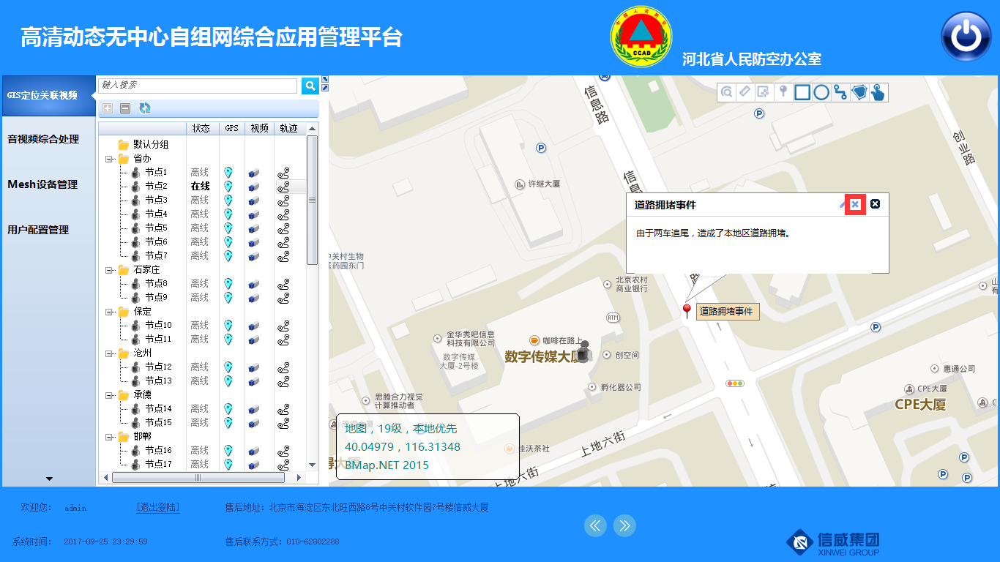 高清动态无中心自组网综合应用管理平台
中国人民防空
CCAD
河北省人民防空办公室
GIS定位关联视频
音视频综合处理
Mesh设备管理
用户配置管理
键入搜索
状态 GPS 视频 轨迹
默认分组
省办
节点1 离线
节点2 在线
节点3 离线
节点4 离线
节点5 离线
节点6 离线
节点7 离线
石家庄
节点8 离线
节点9 离线
保定
节点10 离线
节点11 离线
沧州
节点12 离线
节点13 离线
承德
节点14 离线
节点15 离线
邯郸
节点16 离线
节点17 离线
信息路
P
创业路
P
许继大厦
信息
道路拥堵事件
由于两车追尾，造成了本地区道路拥堵。
中关村生物
医药园东门
路
北京农村
商业银行
道路拥堵事件
ATM
P
金华秀吧信息
科技有限公司
咖啡在路上
数字传媒大厦
创空间
数字传媒
大厦-2号楼
惠通公司
孵化器公司
CPE大厦
CPE大厦
思腾合力视觉
计算推动者
地图，19级，本地优先
40.04979，116.31348
BMap.NET 2015
佳沃茶社
上地六街
上地六街
P
P
P
欢迎您： admin [退出登陆]
售后地址：北京市海淀区东北旺西路8号中关村软件园7号楼信威大厦
系统时间： 2017-09-25 23:29:59
售后联系方式：010-62802288
信威集团
XINWEI GROUP